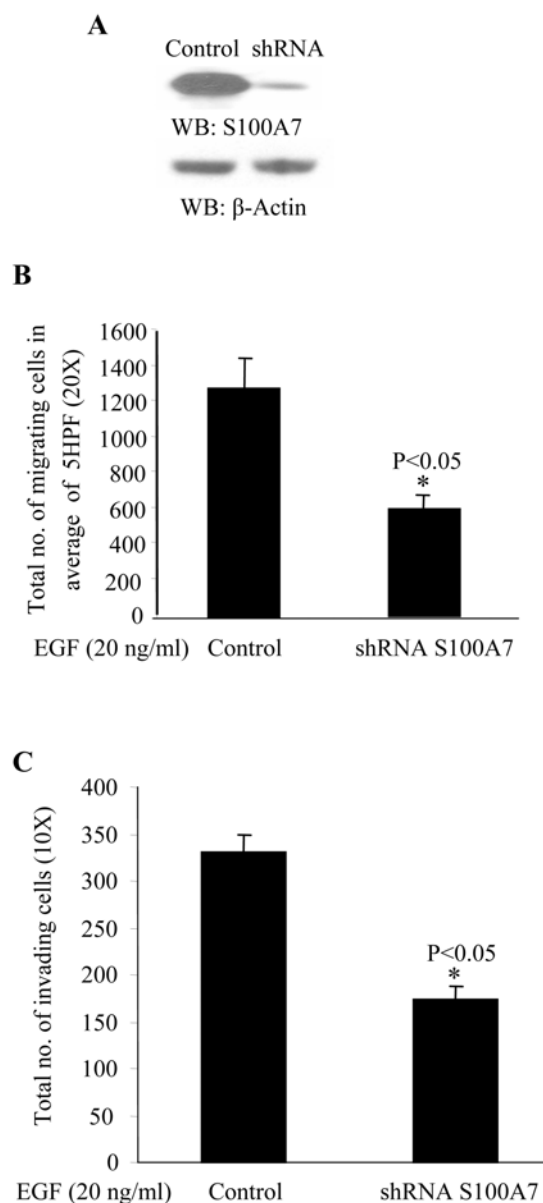 A
Control shRNA
WB: S100A7
WB: β-Actin
B
Total no. of migrating cells in
average of 5HPF (20X)
1600
1400
1200
1000
800
600
400
200
0
P<0.05
*
EGF (20 ng/ml) Control shRNA S100A7
C
Total no. of invading cells (10X)
400
350
300
250
200
150
100
50
0
P<0.05
*
EGF (20 ng/ml) Control shRNA S100A7